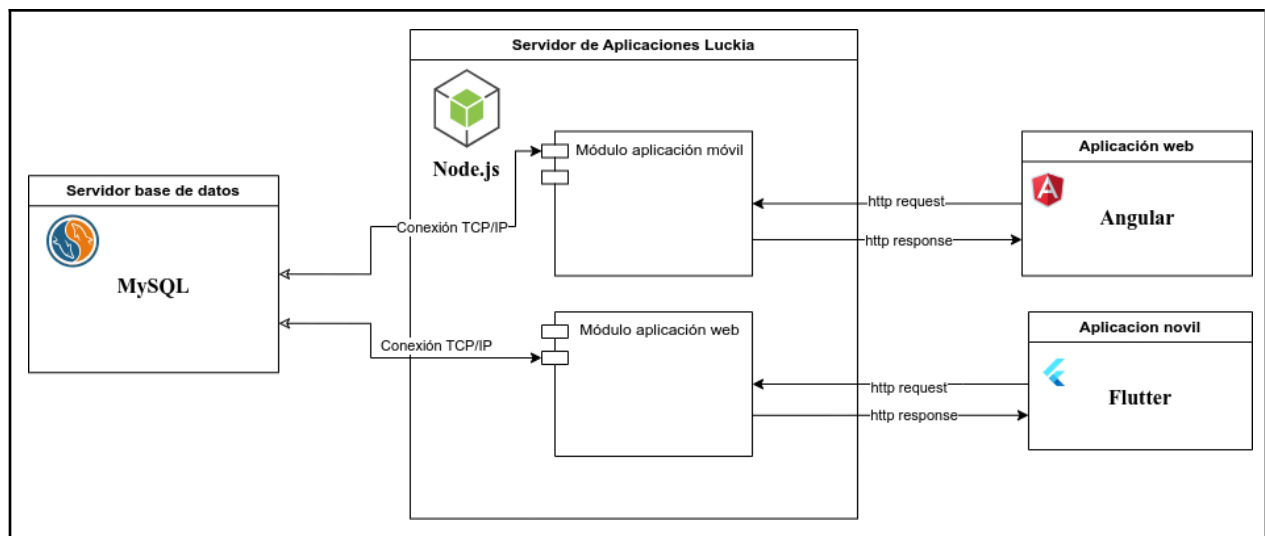 Servidor de Aplicaciones Luckia
Node.js
Módulo aplicación móvil
Aplicación web
Angular
http request
http response
Servidor base de datos
MySQL
Conexión TCP/IP
Conexión TCP/IP
Módulo aplicación web
Aplicacion novil
Flutter
http request
http response